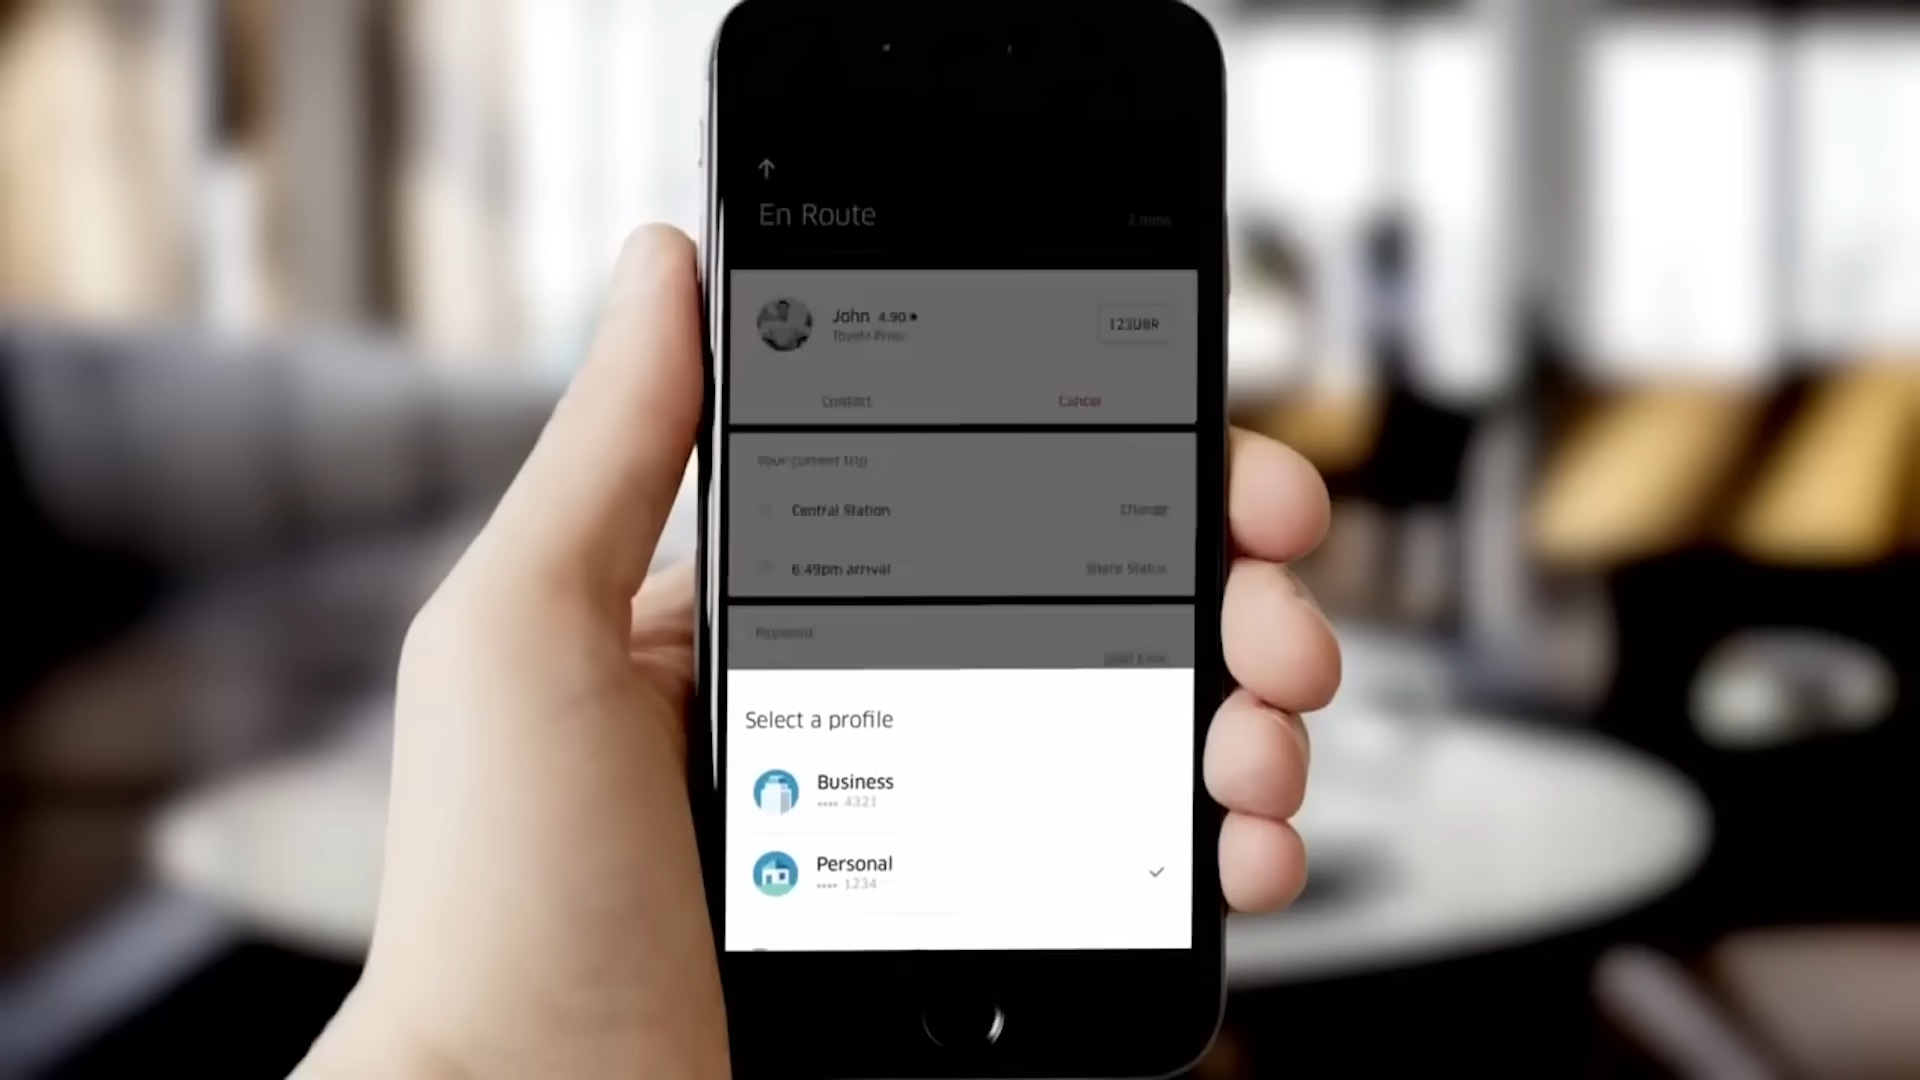 En Route
2 mins
John 4.90★
Toyota Prius
123UBR
Contact
Cancel
Your current trip
Central Station
Change
6:49pm arrival
Share Status
Payment
Select a profile
Business
•••• 4321
Personal
•••• 1234